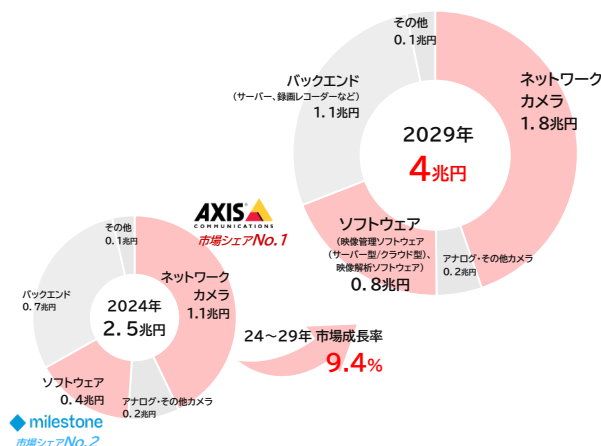 その他
0.1兆円
バックエンド
（サーバー、録画レコーダーなど）
1.1兆円
ネットワーク
カメラ
1.8兆円
2029年
4兆円
ソフトウェア
（映像管理ソフトウェア
（サーバー型/クラウド型）、
映像解析ソフトウェア）
0.8兆円
アナログ・その他カメラ
0.2兆円
AXIS
COMMUNICATIONS
市場シェアNo.1
その他
0.1兆円
ネットワーク
カメラ
1.1兆円
バックエンド
0.7兆円
2024年
2.5兆円
ソフトウェア
0.4兆円
アナログ・その他カメラ
0.2兆円
24～29年 市場成長率
9.4%
milestone
市場シェアNo.2